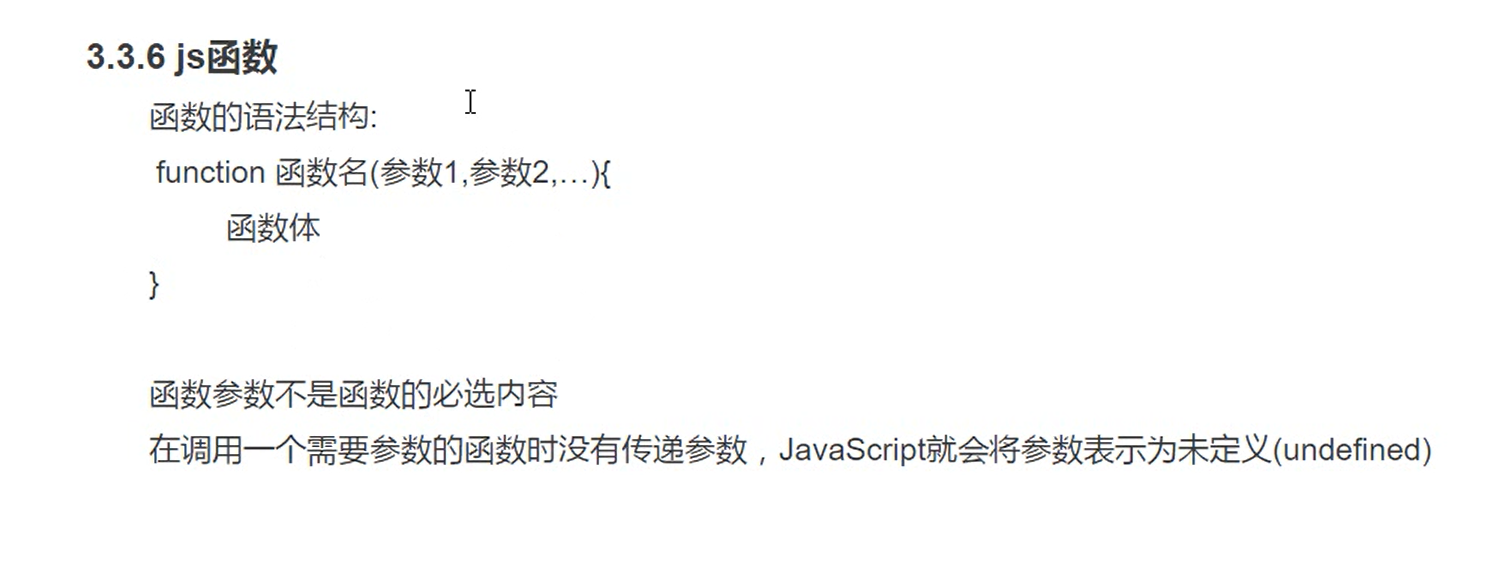 3.3.6 js函数
函数的语法结构:
function 函数名(参数1,参数2,…){
函数体
}
函数参数不是函数的必选内容
在调用一个需要参数的函数时没有传递参数，JavaScript就会将参数表示为未定义(undefined)